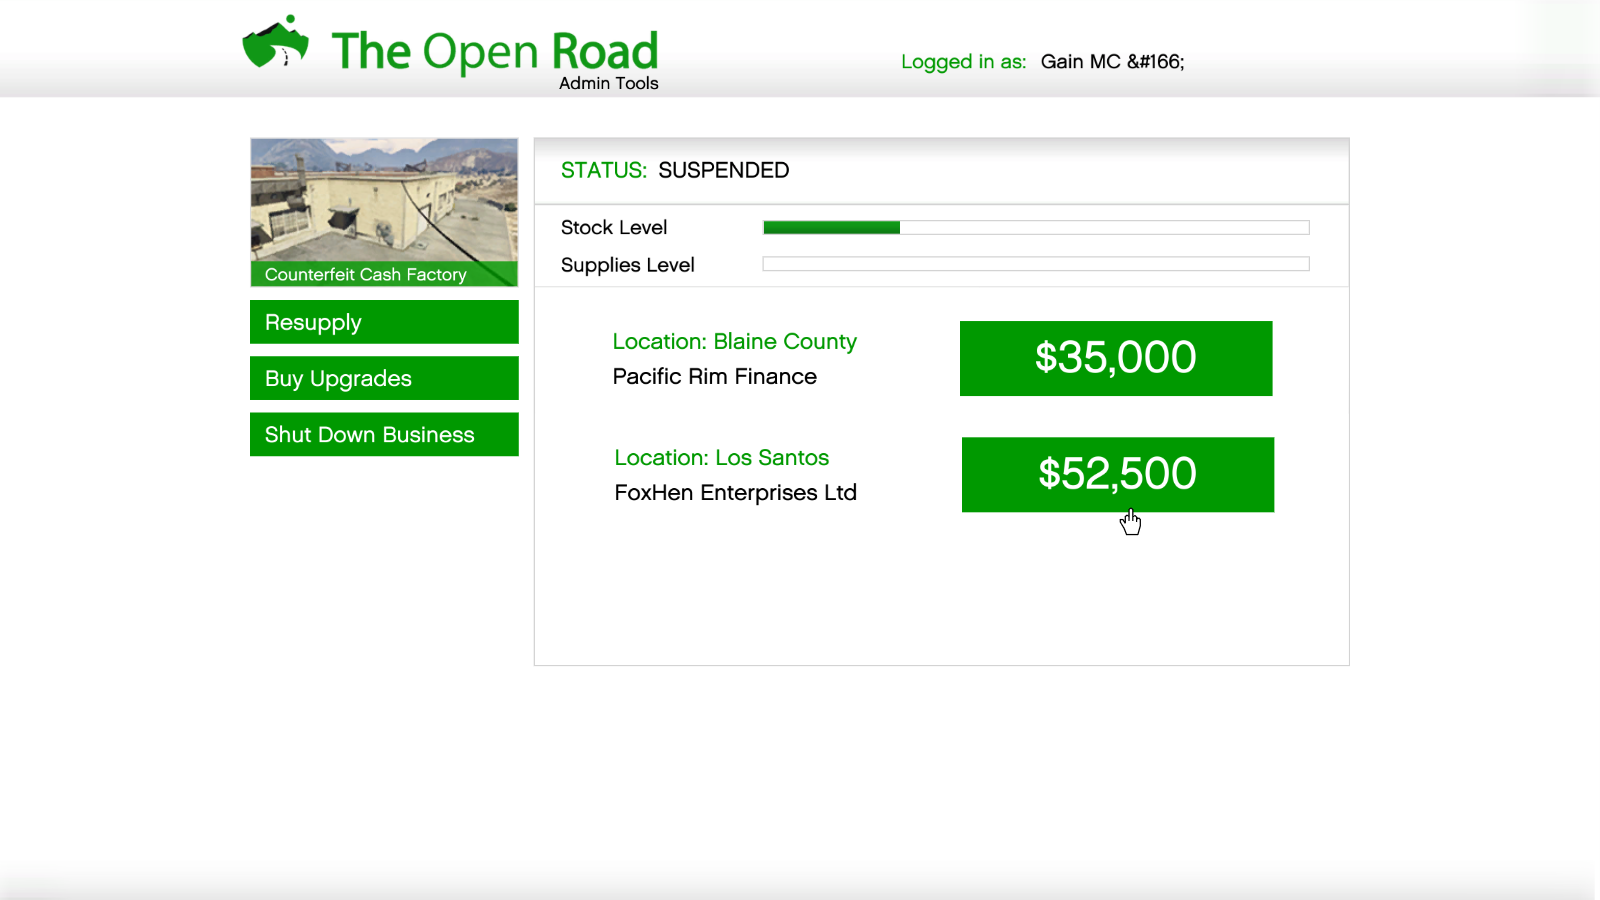 The Open Road
Admin Tools
Logged in as: Gain MC &#166;
Counterfeit Cash Factory
Resupply
Buy Upgrades
Shut Down Business
STATUS: SUSPENDED
Stock Level
Supplies Level
Location: Blaine County
Pacific Rim Finance
$35,000
Location: Los Santos
FoxHen Enterprises Ltd
$52,500